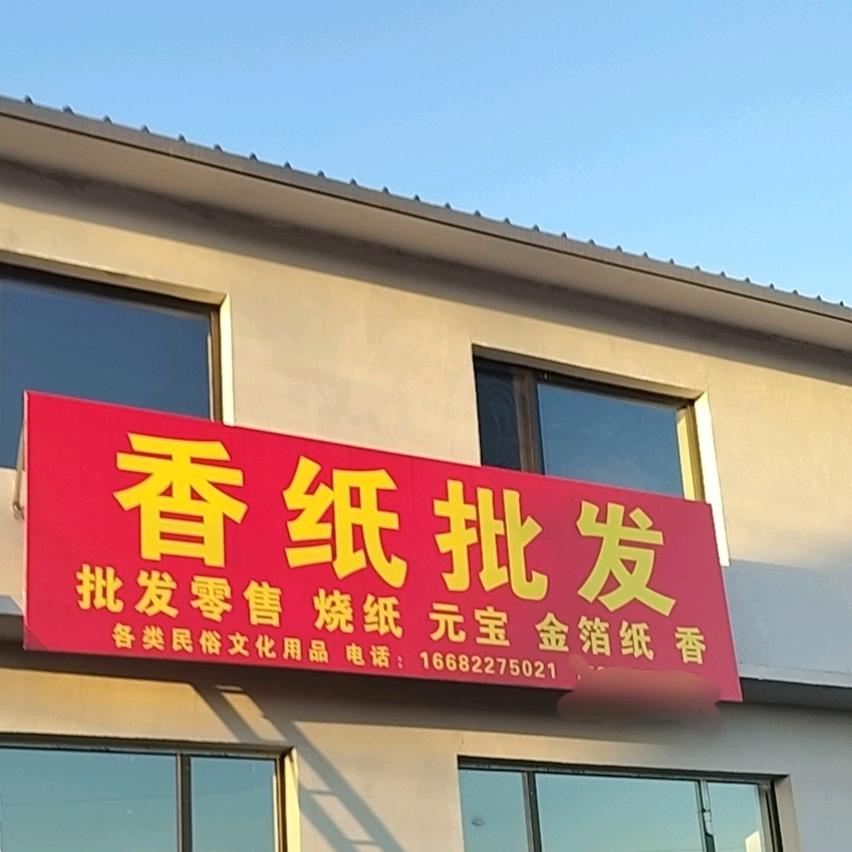 香纸批发
批发零售 烧纸 元宝 金箔纸 香
各类民俗文化用品 电话：16682275021